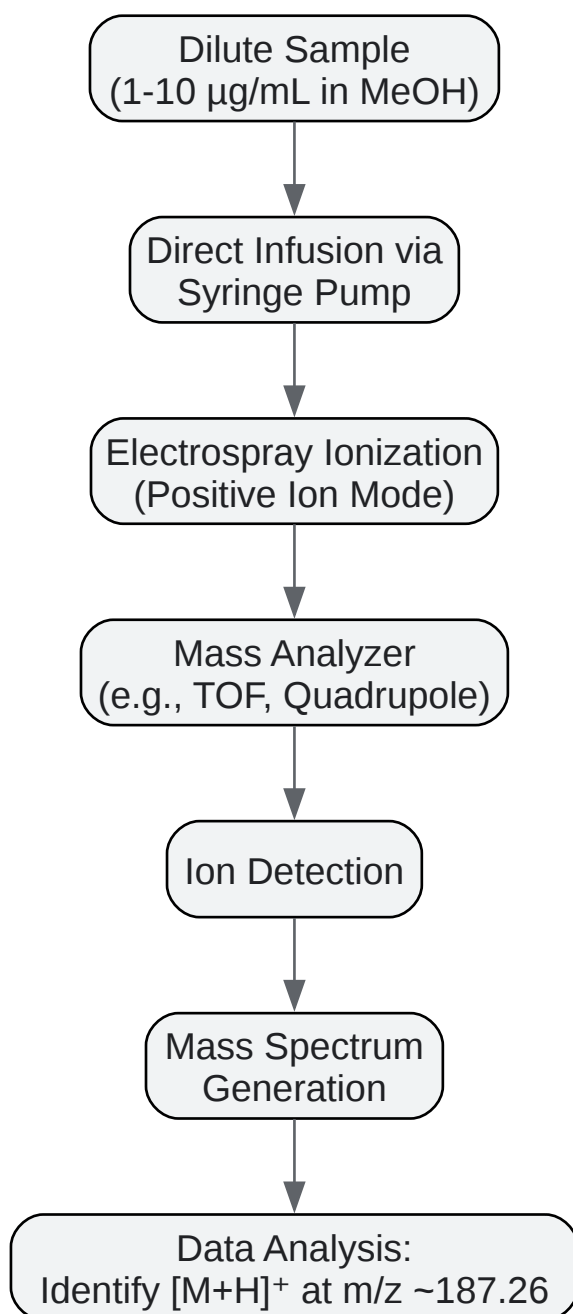 Dilute Sample
(1-10 µg/mL in MeOH)
Direct Infusion via
Syringe Pump
Electrospray Ionization
(Positive Ion Mode)
Mass Analyzer
(e.g., TOF, Quadrupole)
Ion Detection
Mass Spectrum
Generation
Data Analysis:
Identify [M+H]⁺ at m/z ~187.26